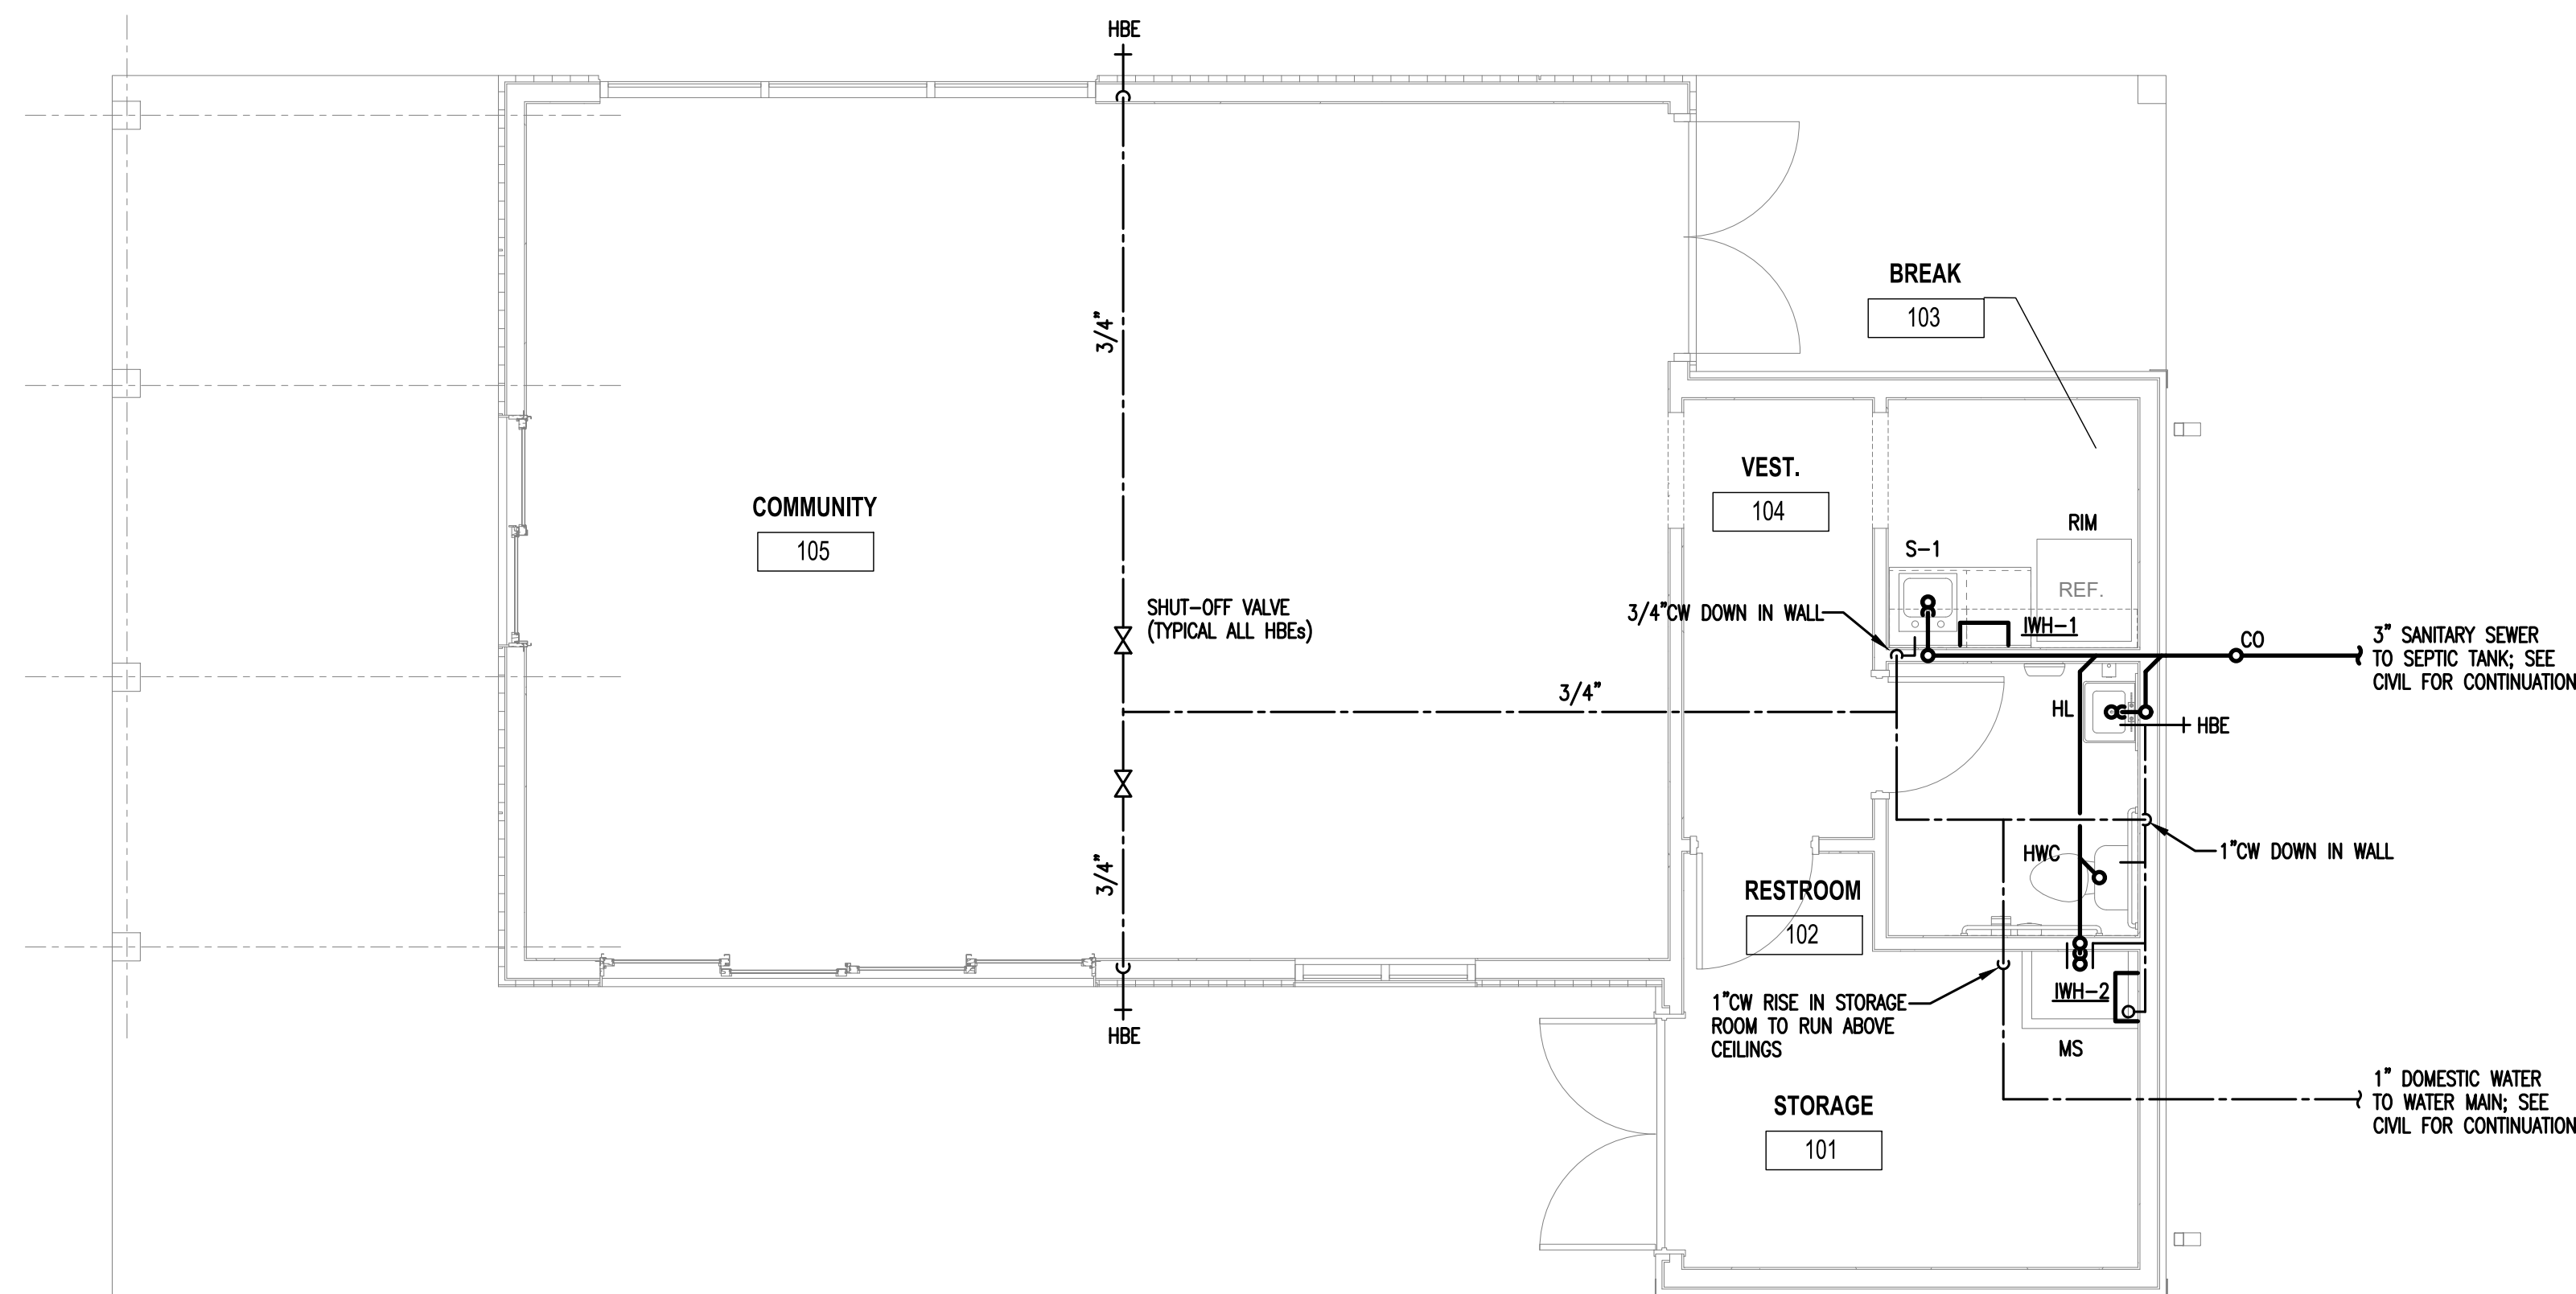 HBE
3/4"
BREAK
103
COMMUNITY
105
VEST.
104
RIM
S-1
REF.
SHUT-OFF VALVE
(TYPICAL ALL HBEs)
3/4"CW DOWN IN WALL
IWH-1
CO
3" SANITARY SEWER
TO SEPTIC TANK; SEE
CIVIL FOR CONTINUATION
3/4"
HL
HBE
3/4"
HWC
1"CW DOWN IN WALL
RESTROOM
102
1"CW RISE IN STORAGE
ROOM TO RUN ABOVE
CEILINGS
IWH-2
HBE
MS
1" DOMESTIC WATER
TO WATER MAIN; SEE
CIVIL FOR CONTINUATION
STORAGE
101